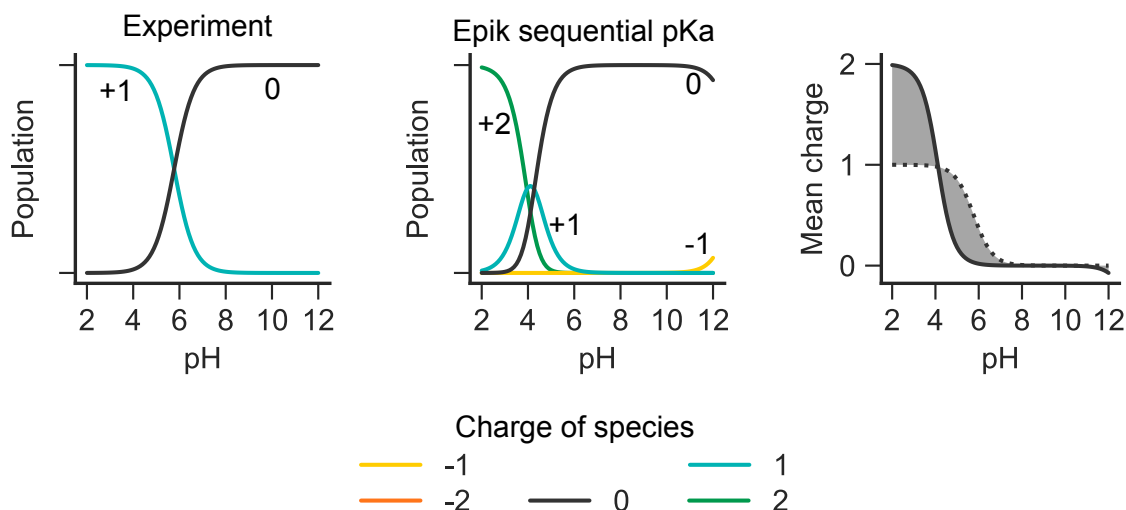 Experiment
Population
+1
0
2 4 6 8 10 12
pH
Epik sequential pKa
Population
+2
+1
0
-1
2 4 6 8 10 12
pH
Mean charge
2
1
0
2 4 6 8 10 12
pH
Charge of species
-1 1
-2 0 2